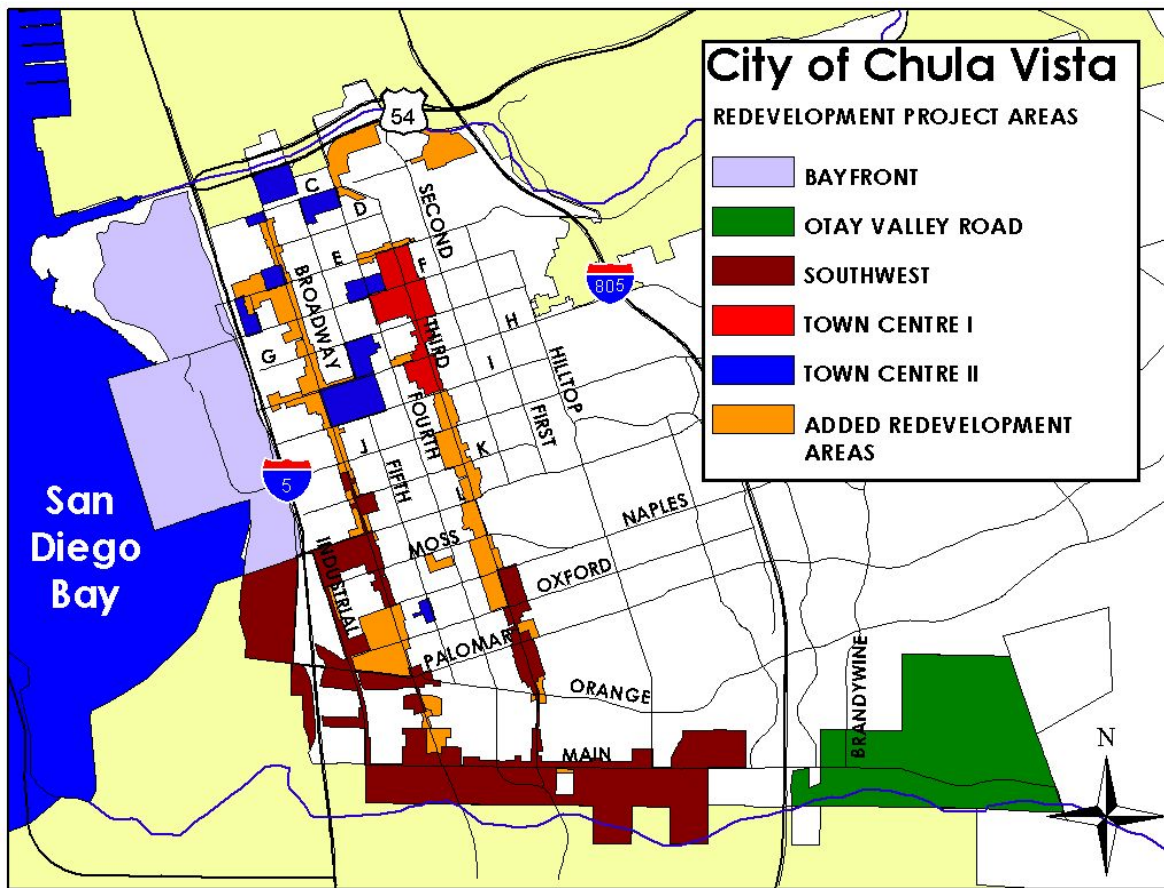 City of Chula Vista
REDEVELOPMENT PROJECT AREAS
BAYFRONT
OTAY VALLEY ROAD
SOUTHWEST
TOWN CENTRE I
TOWN CENTRE II
ADDED REDEVELOPMENT
AREAS
54
C
D
SECOND
E
F
BROADWAY
805
H
G
THIRD
I
HILLTOP
FOURTH
FIRST
J
K
5
FIFTH
L
San
Diego
Bay
NAPLES
MOSS
INDUSTRIAL
OXFORD
PALOMAR
ORANGE
BRANDYWINE
MAIN
N